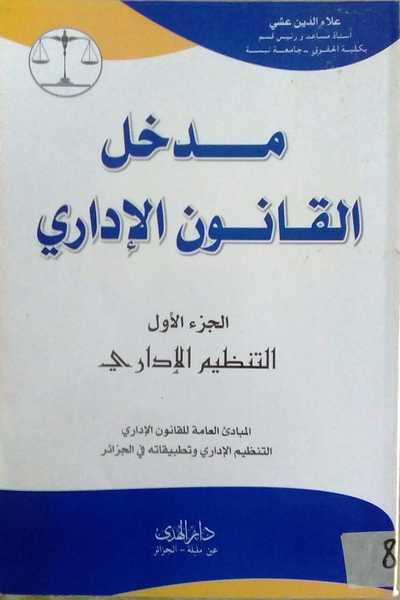 علاء الدين عشي
أستاذ مساعد ورئيس قسم
بكلية الحقوق - جامعة تبسة
مدخل
القانون الإداري
الجزء الأول
التنظيم الإداري
المبادئ العامة للقانون الإداري
التنظيم الإداري وتطبيقاته في الجزائر
دار الهدى
عين مليلة - الجزائر
8